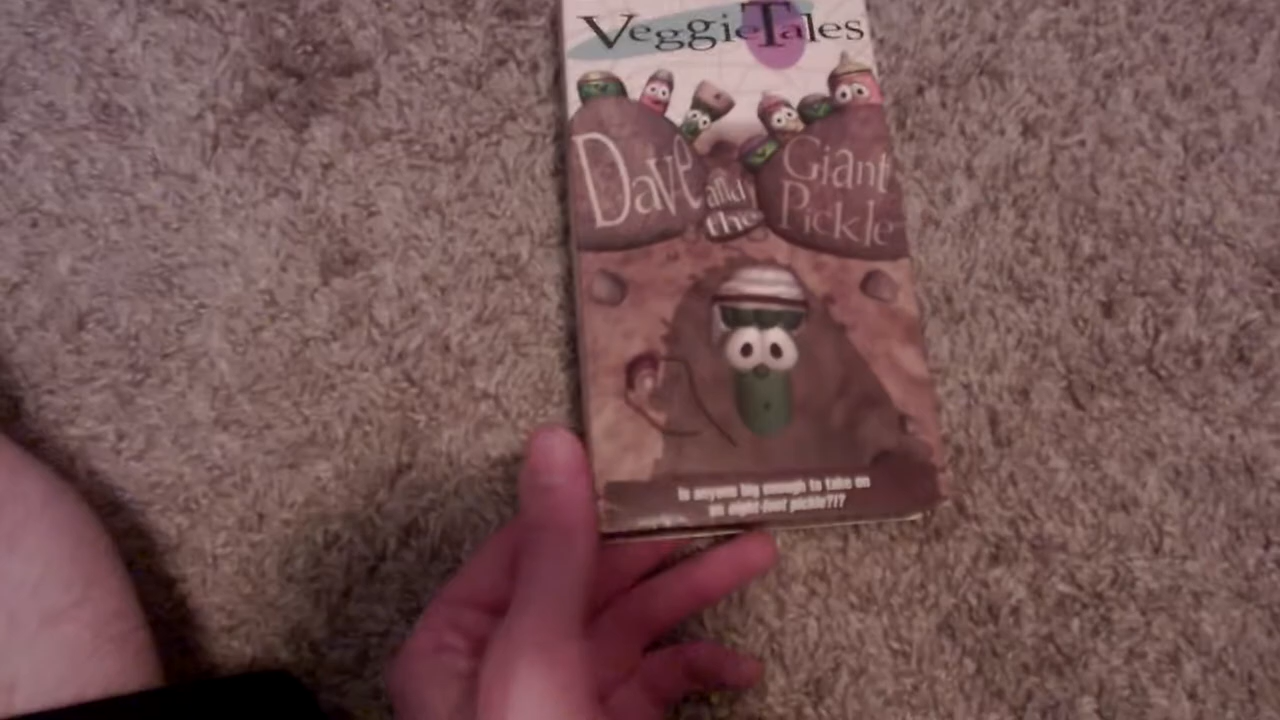 VeggieTales
Dave and the Giant Pickle
Is anyone big enough to take on
an eight-foot pickle?!?